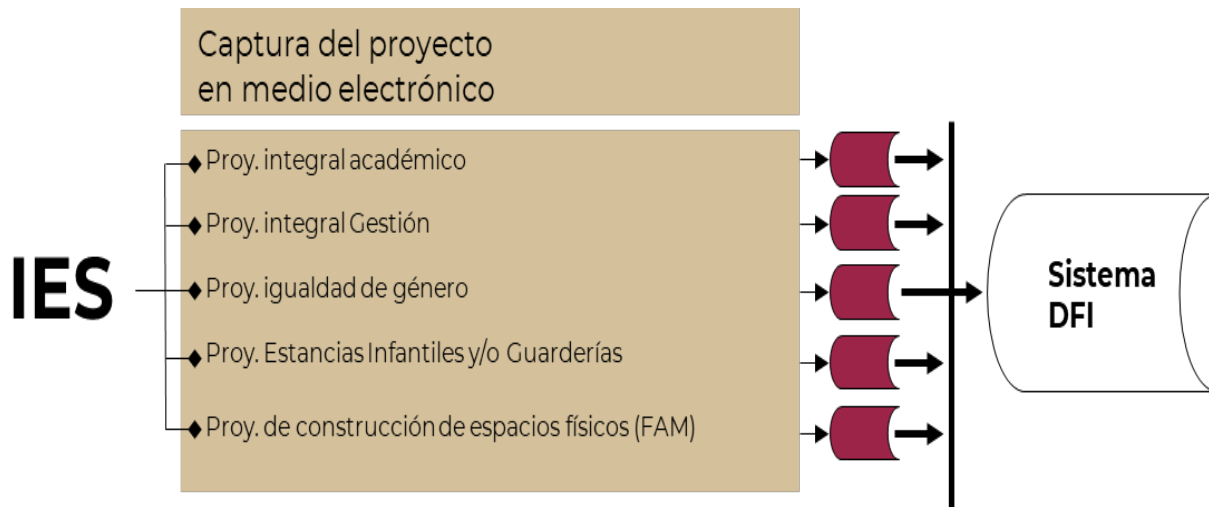 Captura del proyecto
en medio electrónico
IES
Proy. integral académico
Proy. integral Gestión
Proy. igualdad de género
Proy. Estancias Infantiles y/o Guarderías
Proy. de construcción de espacios físicos (FAM)
Sistema
DFI